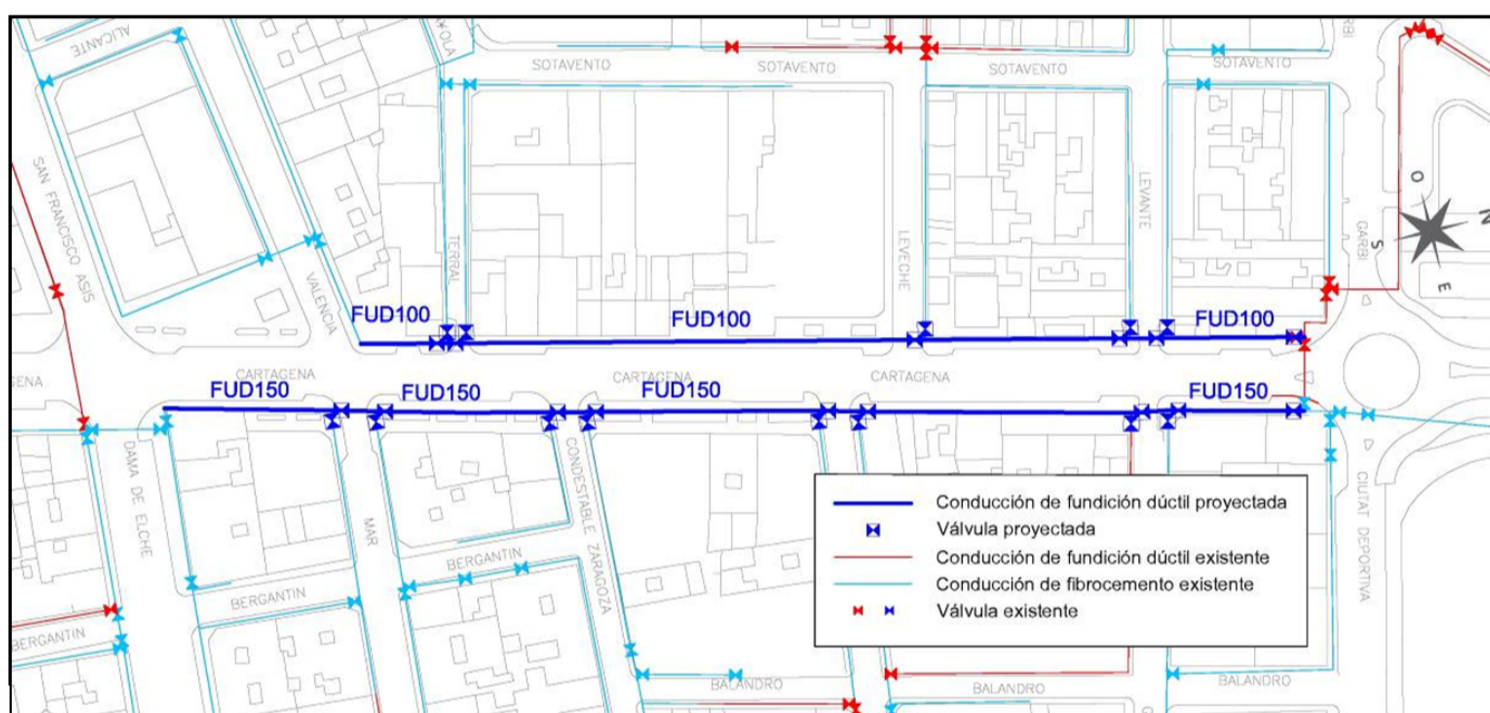 ALICANTE
SOTAVENTO
SOTAVENTO
SOTAVENTO
SOTAVENTO
SAN FRANCISCO ASIS
VALENCIA
TERRAL
LEVECHE
LEVANTE
GARBI
O
N
S
E
FUD100
FUD100
FUD100
CARTAGENA
CARTAGENA
CARTAGENA
FUD150
FUD150
FUD150
FUD150
DAMA DE ELCHE
MAR
CONDESTABLE ZARAGOZA
CIUTAT DEPORTIVA
BERGANTIN
BERGANTIN
BERGANTIN
BALANDRO
BALANDRO
BALANDRO
Conducción de fundición dúctil proyectada
Válvula proyectada
Conducción de fundición dúctil existente
Conducción de fibrocemento existente
Válvula existente